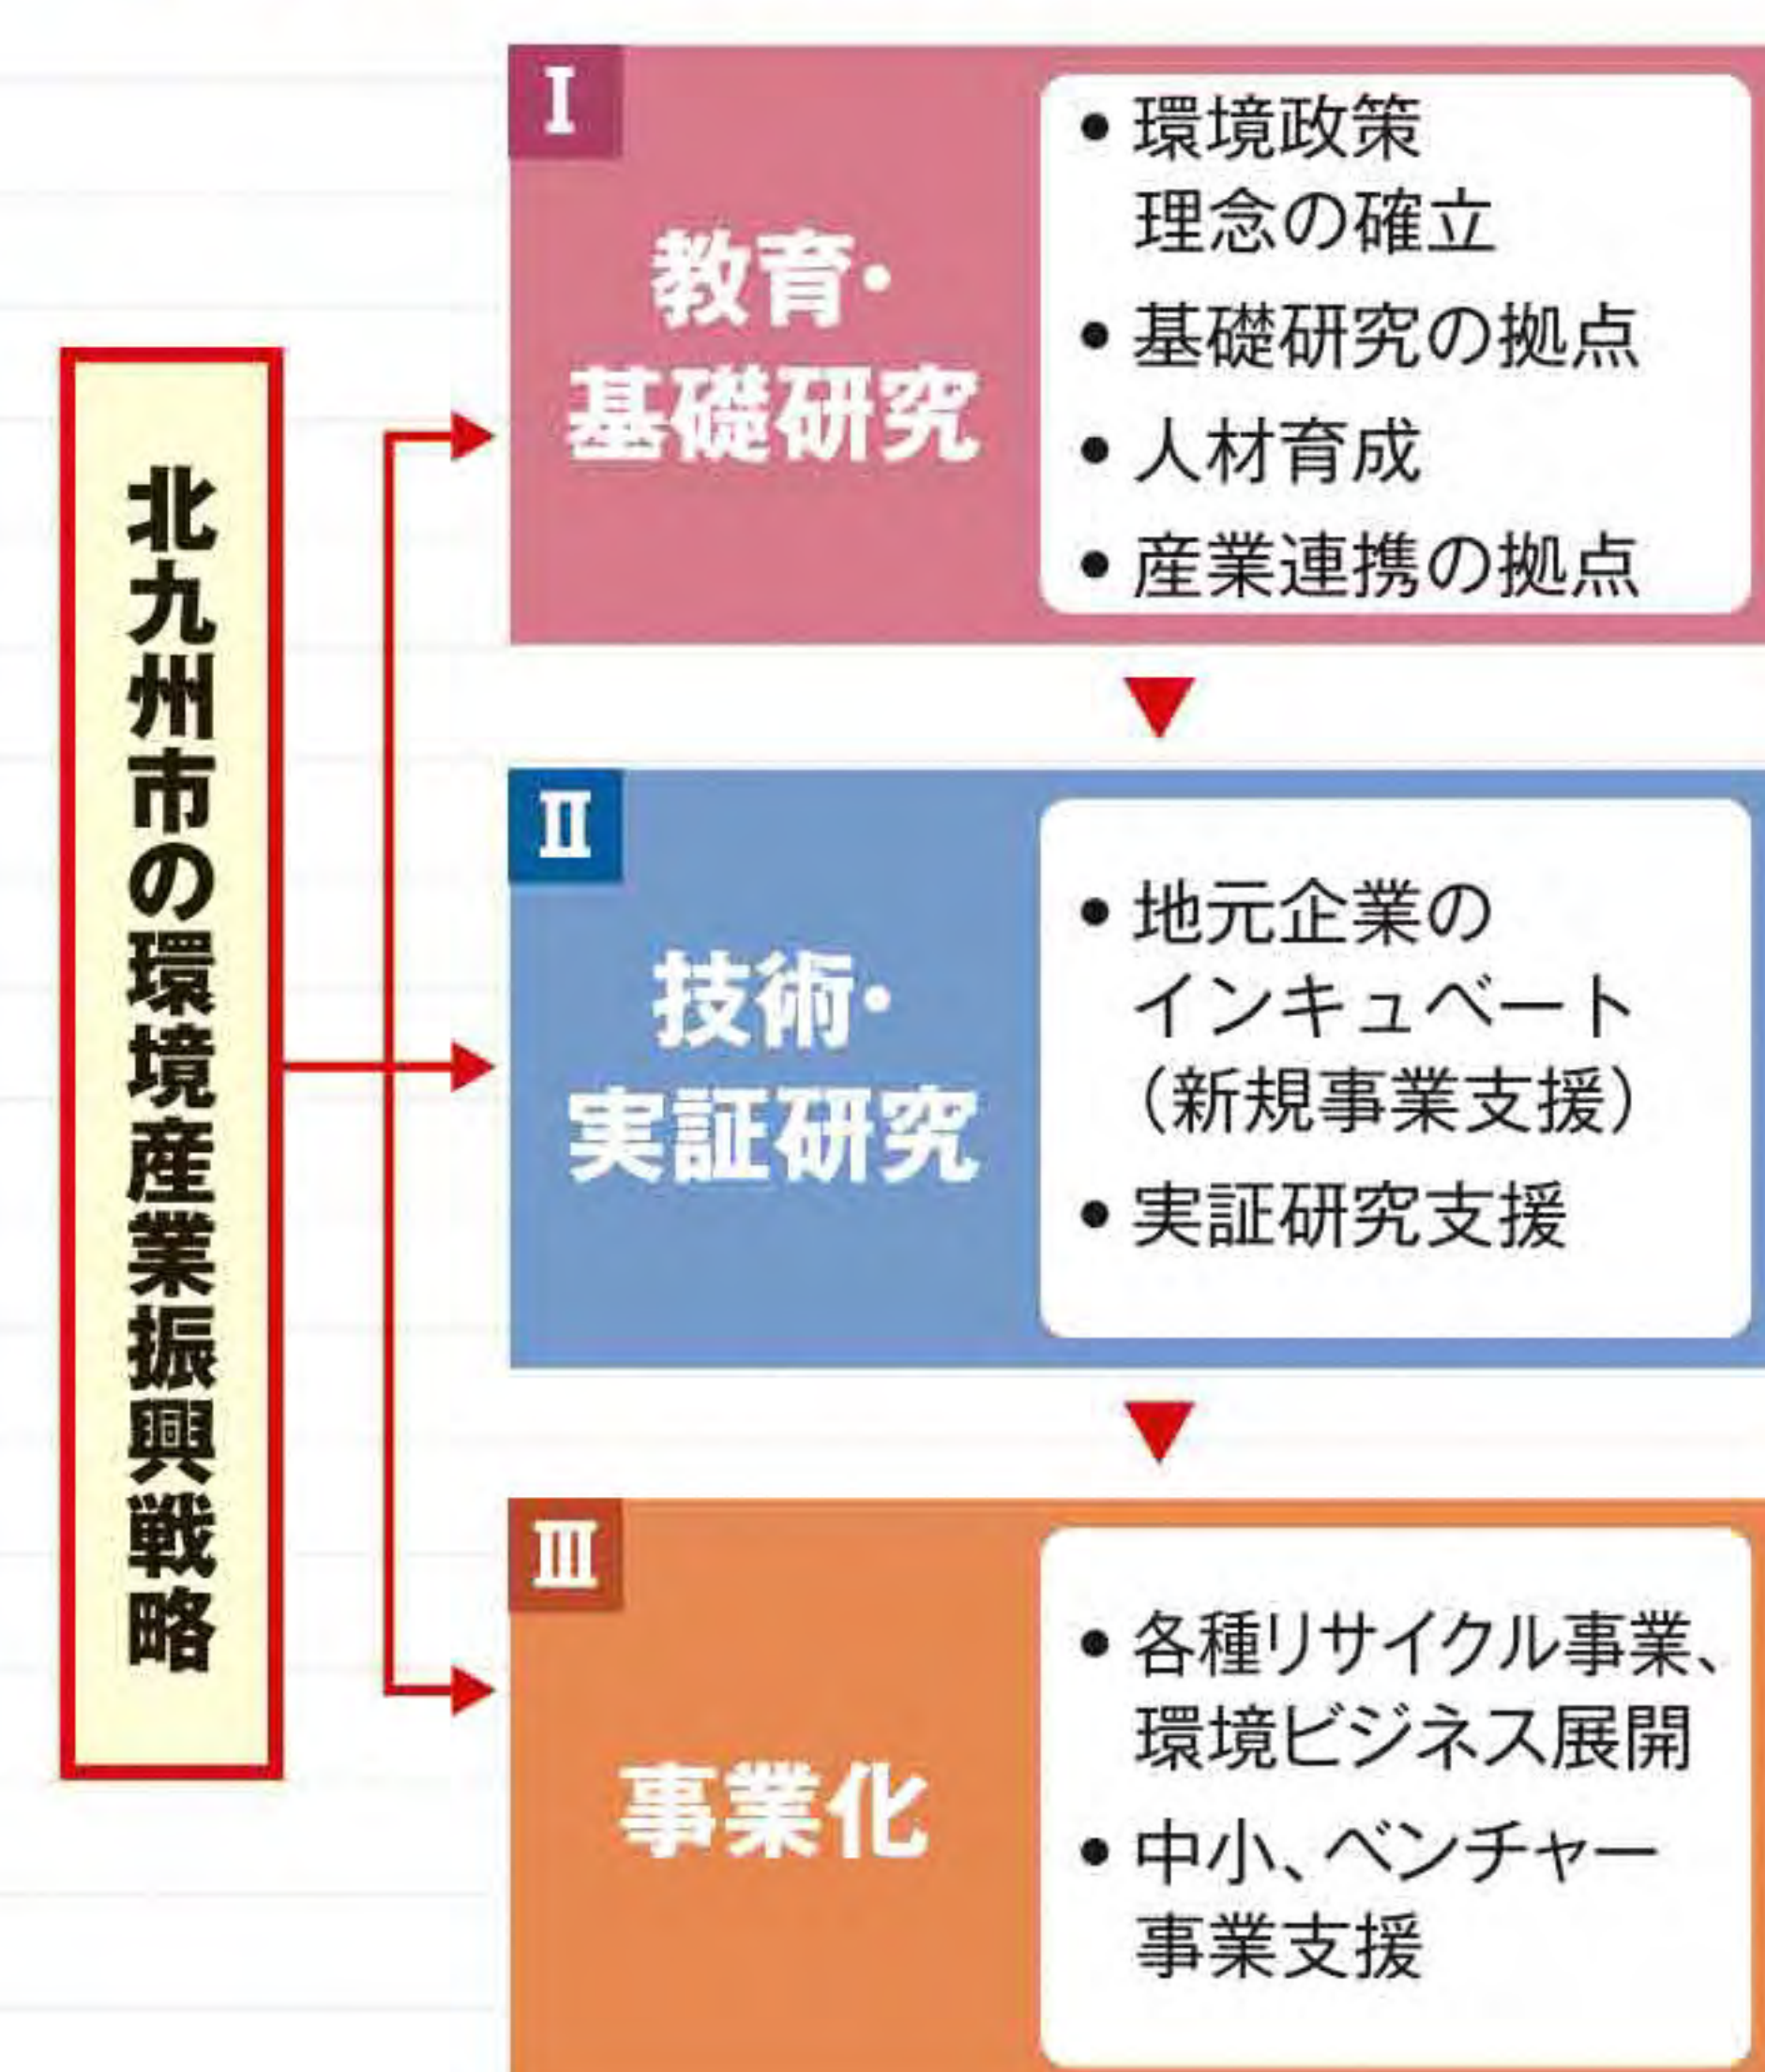 北九州市の環境産業振興戦略
I
教育・
基礎研究
• 環境政策
理念の確立
• 基礎研究の拠点
• 人材育成
• 産業連携の拠点
II
技術・
実証研究
• 地元企業の
インキュベート
（新規事業支援）
• 実証研究支援
III
事業化
• 各種リサイクル事業、
環境ビジネス展開
• 中小、ベンチャー
事業支援